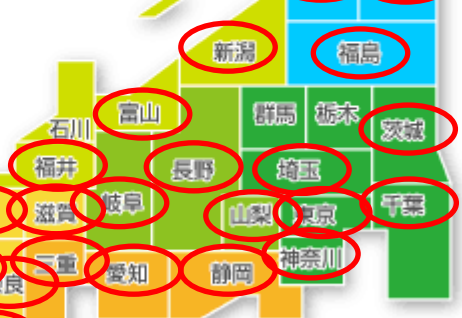 新潟
福島
富山
群馬
栃木
石川
茨城
福井
長野
埼玉
滋賀
岐阜
山梨
東京
千葉
三重
愛知
静岡
神奈川
良